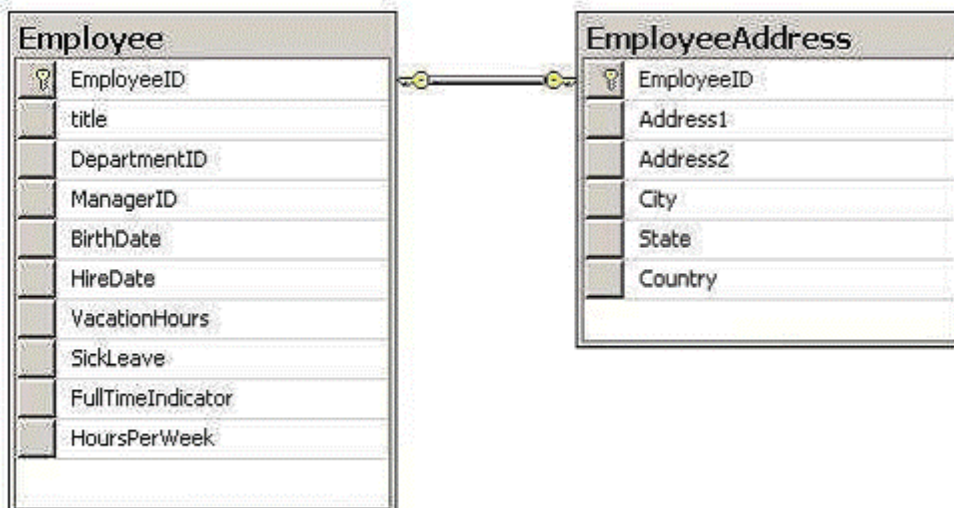 Employee
EmployeeID
title
DepartmentID
ManagerID
BirthDate
HireDate
VacationHours
SickLeave
FullTimeIndicator
HoursPerWeek
EmployeeAddress
EmployeeID
Address1
Address2
City
State
Country